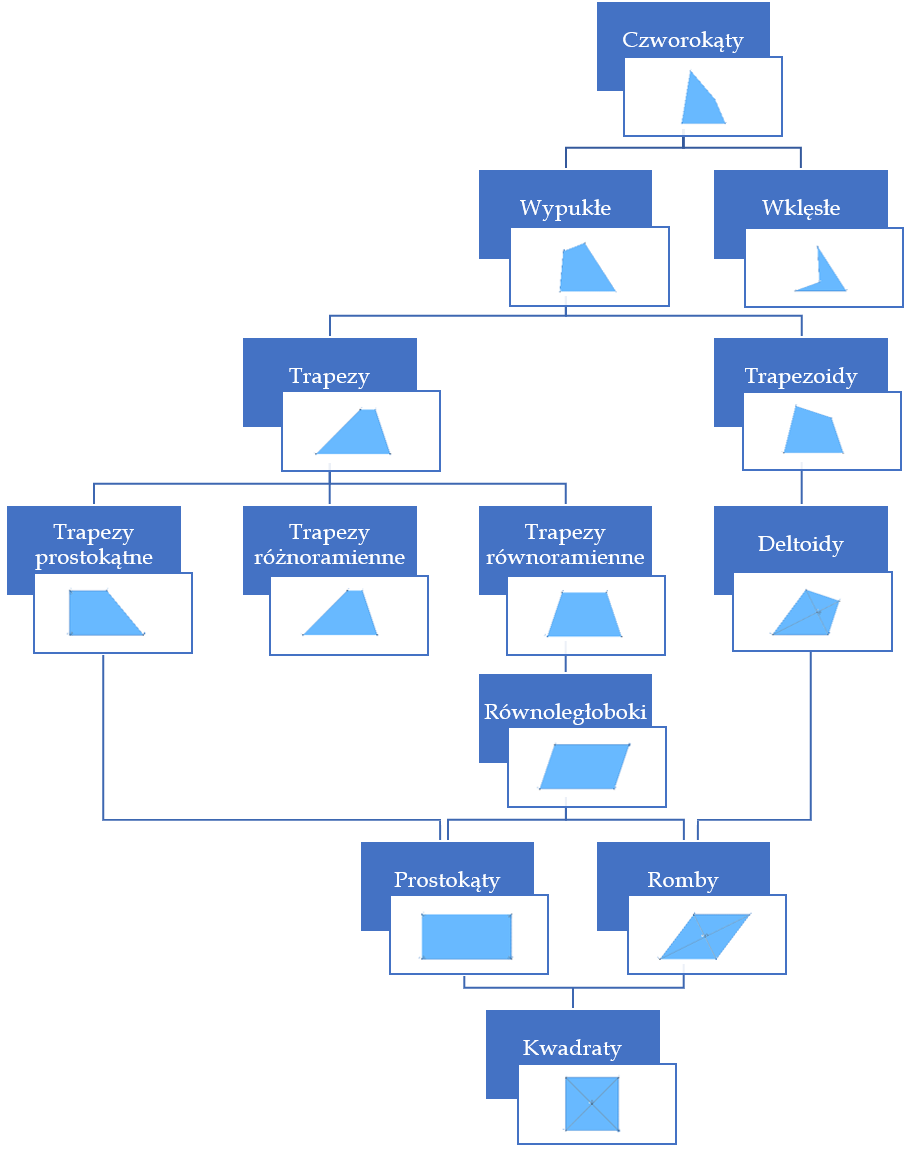 Czworokąty
Wypukłe
Wklęsłe
Trapezy
Trapezoidy
Trapezy
prostokątne
Trapezy
różnoramienne
Trapezy
równoramienne
Deltoidy
Równoległoboki
Prostokąty
Romby
Kwadraty